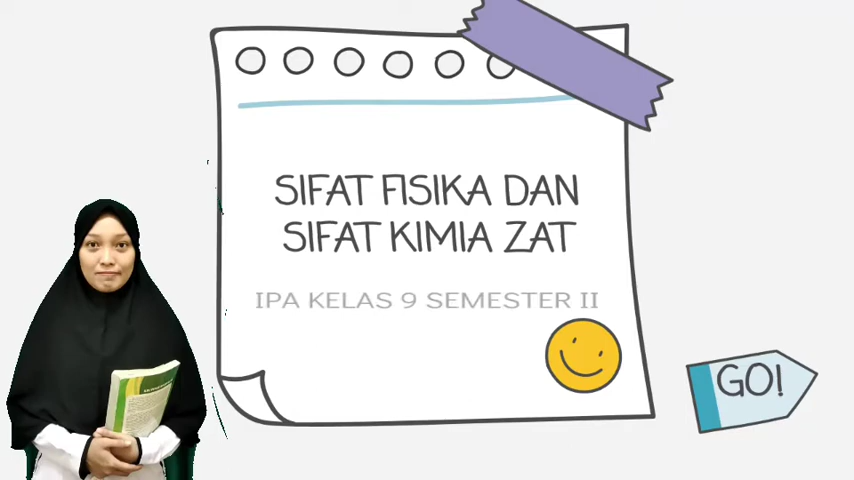 SIFAT FISIKA DAN
SIFAT KIMIA ZAT
IPA KELAS 9 SEMESTER II
GO!